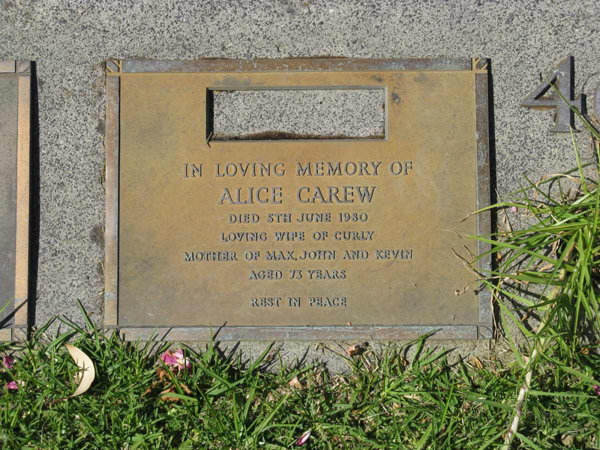 IN LOVING MEMORY OF
ALICE CAREW
DIED 5TH JUNE 1980
LOVING WIFE OF CURLY
MOTHER OF MAX, JOHN AND KEVIN
AGED 73 YEARS
REST IN PEACE
4